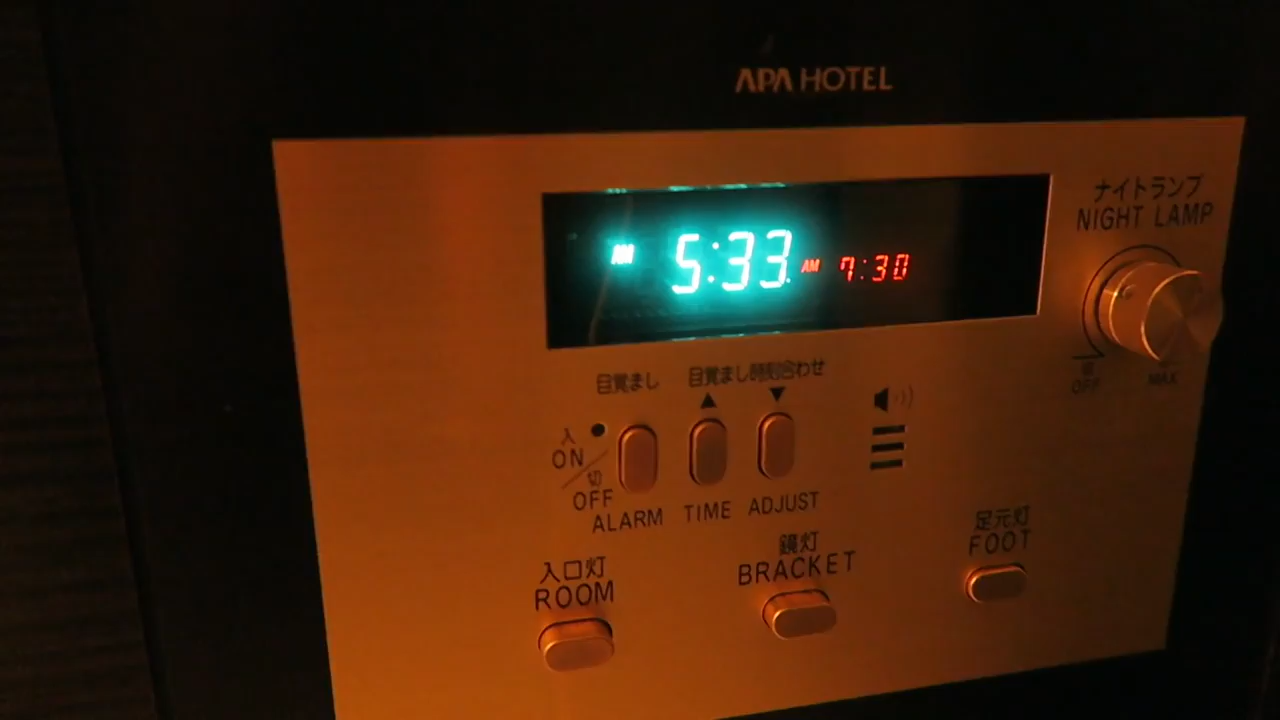 APA HOTEL
AM 5:33 AM 7:30
ナイトランプ
NIGHT LAMP
OFF MAX
目覚まし 目覚まし時刻合わせ
▲ ▼
入
ON
切
OFF
ALARM TIME ADJUST
入口灯
ROOM
鏡灯
BRACKET
足元灯
FOOT